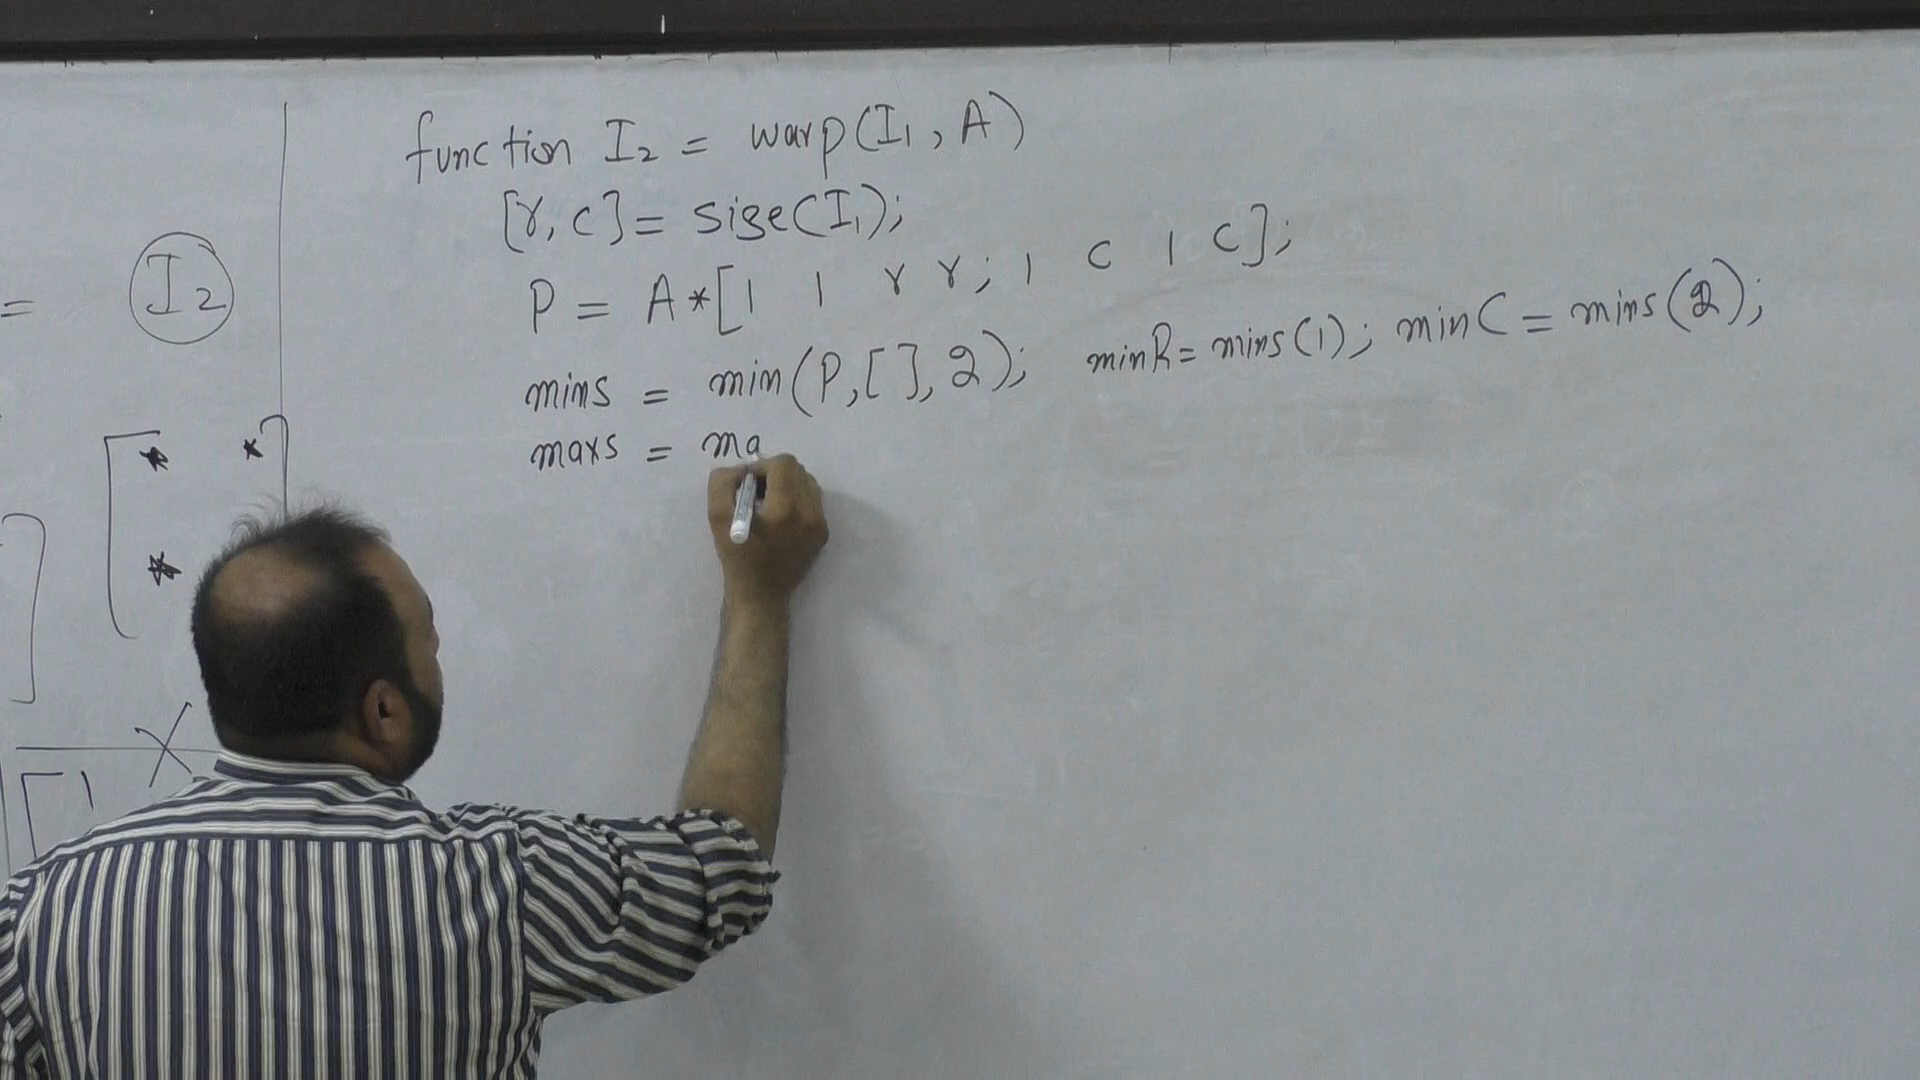 function I₂ = warp(I₁, A)
[r, c] = size(I₁);
P = A*[1 1 r r; 1 c 1 c];
mins = min(P,[],2); minR = mins(1); minC = mins(2);
maxs = ma
= I₂
* *
*
X
[1